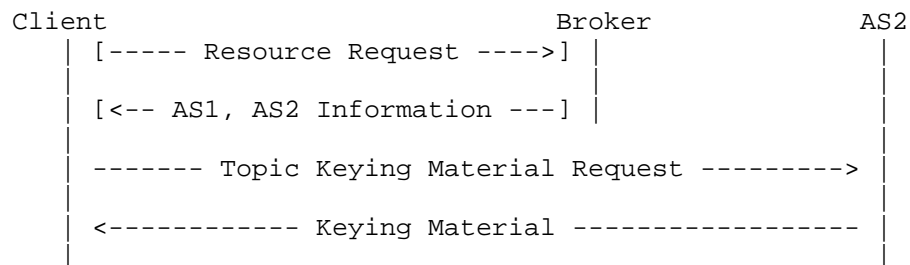 Client Broker AS2
| [----- Resource Request ---->] | |
| | |
| [<-- AS1, AS2 Information ---] | |
| |
| ------- Topic Keying Material Request ---------> |
| |
| <------------ Keying Material ------------------ |
| |